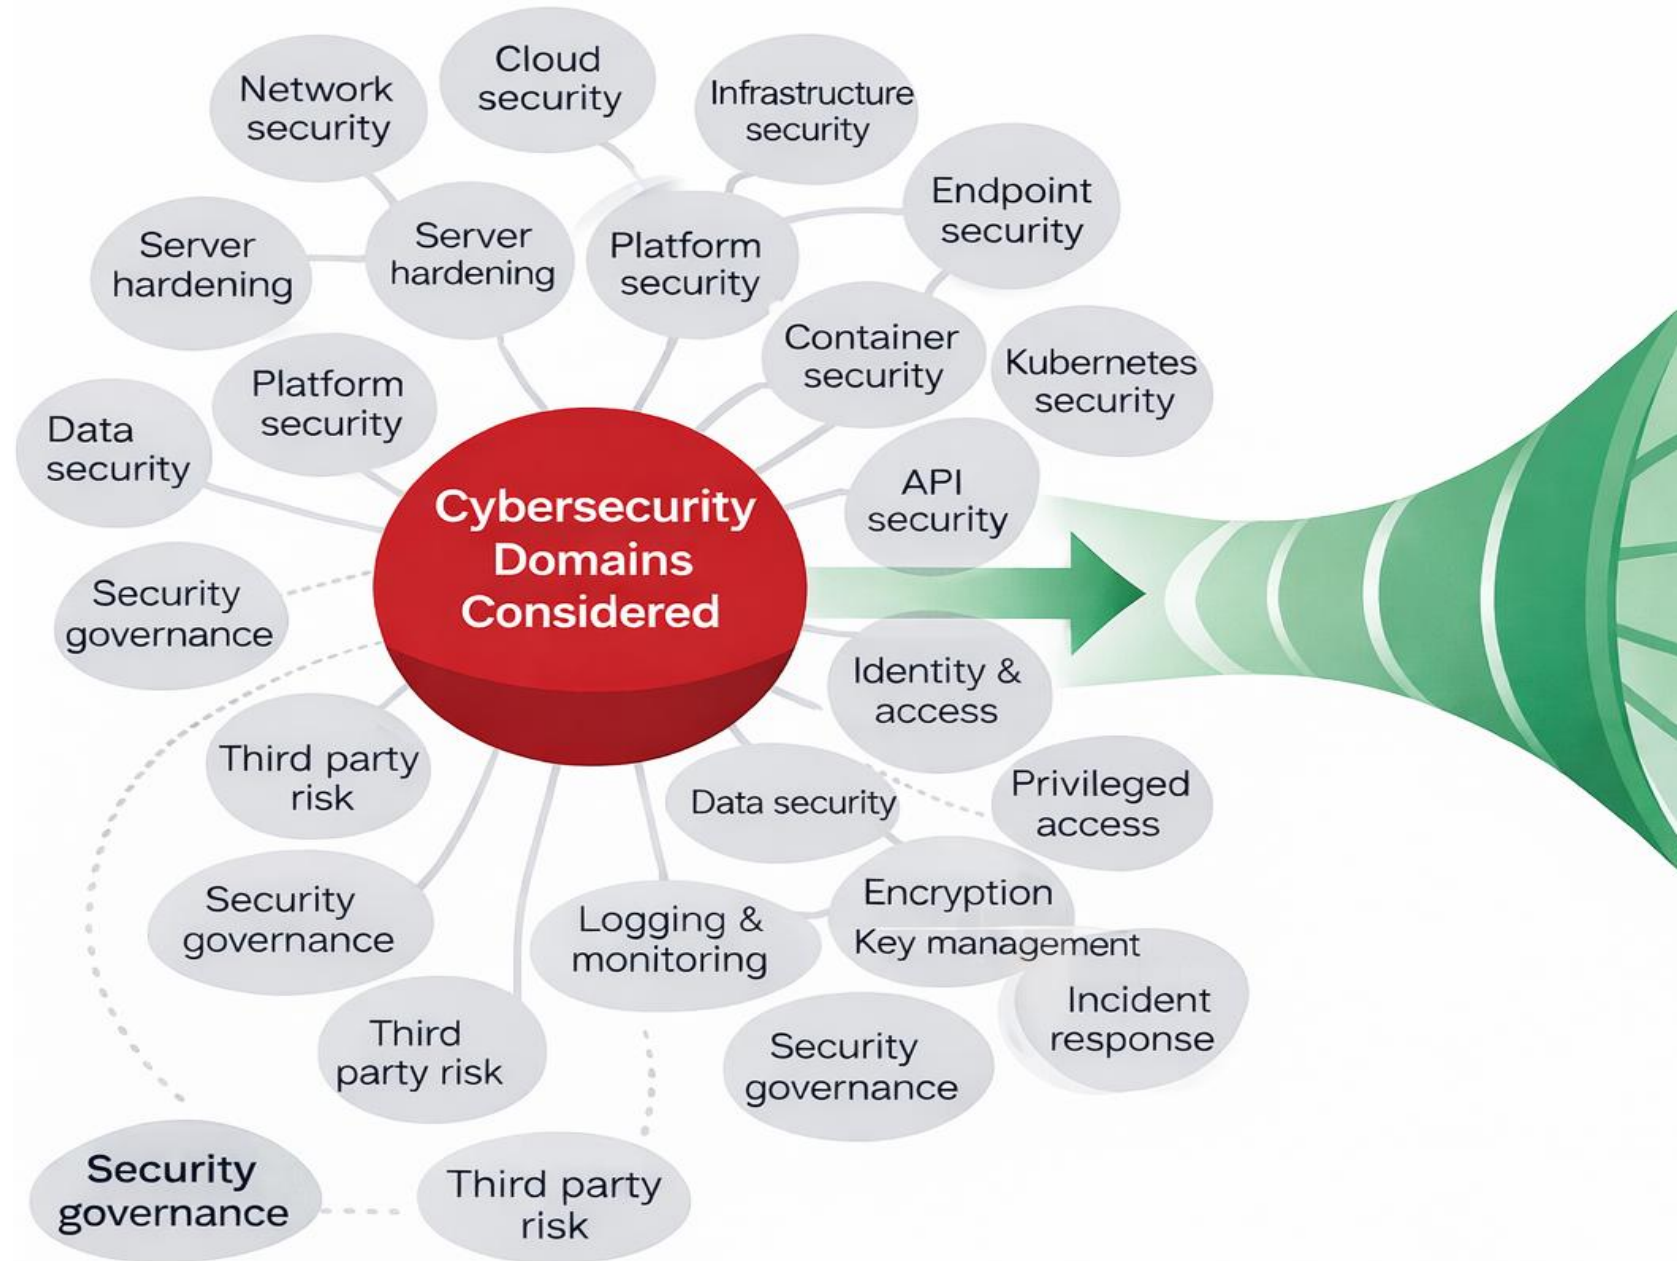 Cloud
security
Network
security
Infrastructure
security
Endpoint
security
Server
hardening
Server
hardening
Platform
security
Container
security
Kubernetes
security
Platform
security
Data
security
API
security
Cybersecurity
Domains
Considered
Security
governance
Identity &
access
Third party
risk
Data security
Privileged
access
Security
governance
Logging &
monitoring
Encryption
Key management
Incident
response
Third
party risk
Security
governance
Security
governance
Third party
risk